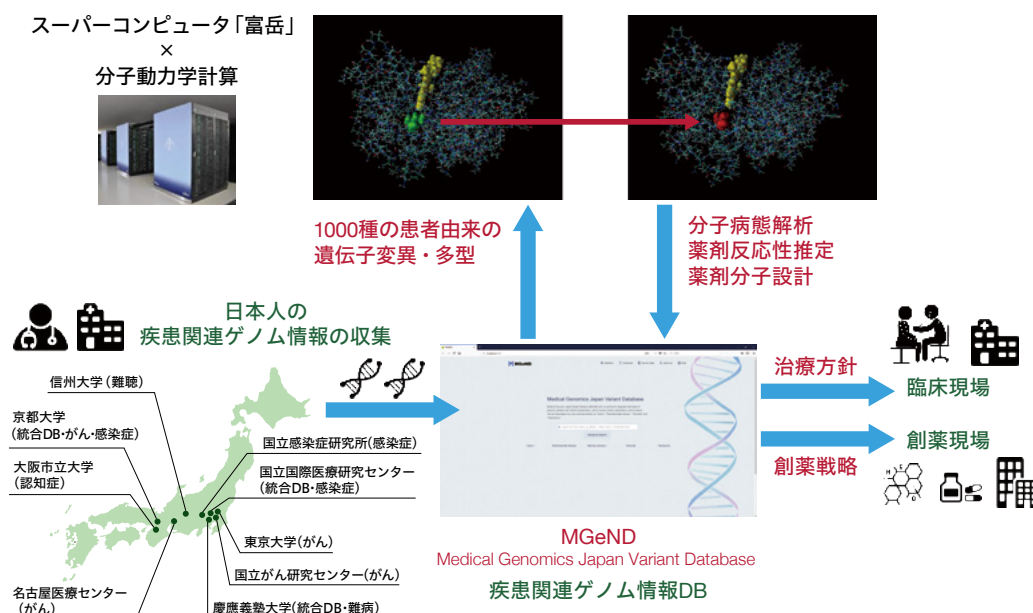 スーパーコンピュータ「富岳」
×
分子動力学計算
1000種の患者由来の
遺伝子変異・多型
分子病態解析
薬剤反応性推定
薬剤分子設計
日本人の
疾患関連ゲノム情報の収集
信州大学(難聴)
京都大学
(統合DB・がん・感染症)
大阪市立大学
(認知症)
名古屋医療センター
(がん)
国立感染症研究所(感染症)
国立国際医療研究センター
(統合DB・感染症)
東京大学(がん)
国立がん研究センター(がん)
慶應義塾大学(統合DB・難病)
MGeND
Medical Genomics Japan Variant Database
MGeND
Medical Genomics Japan Variant Database
疾患関連ゲノム情報DB
治療方針
臨床現場
創薬現場
創薬戦略